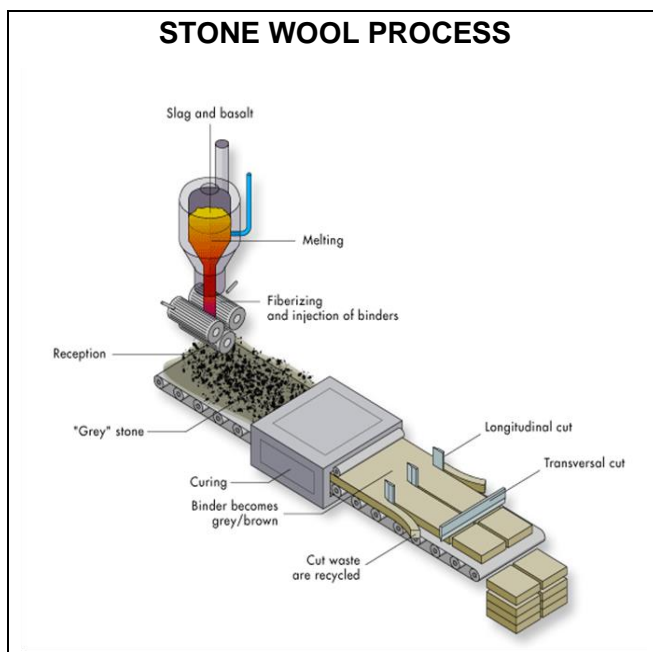 STONE WOOL PROCESS
Slag and basalt
Melting
Fiberizing
and injection of binders
Reception
"Grey" stone
Longitudinal cut
Transversal cut
Curing
Binder becomes
grey/brown
Cut waste
are recycled